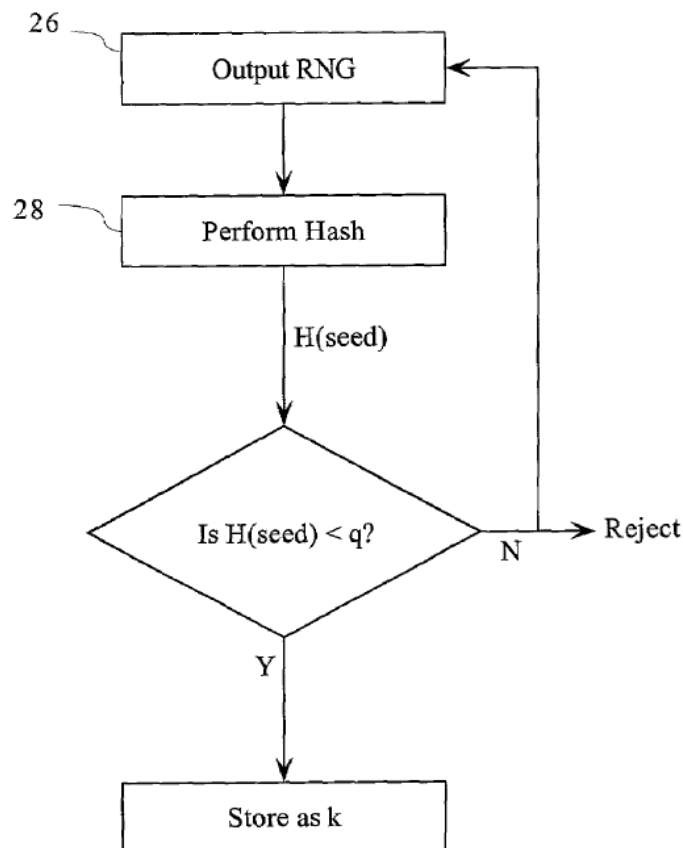 26
Output RNG
28
Perform Hash
H(seed)
Is H(seed) < q?
N
Reject
Y
Store as k